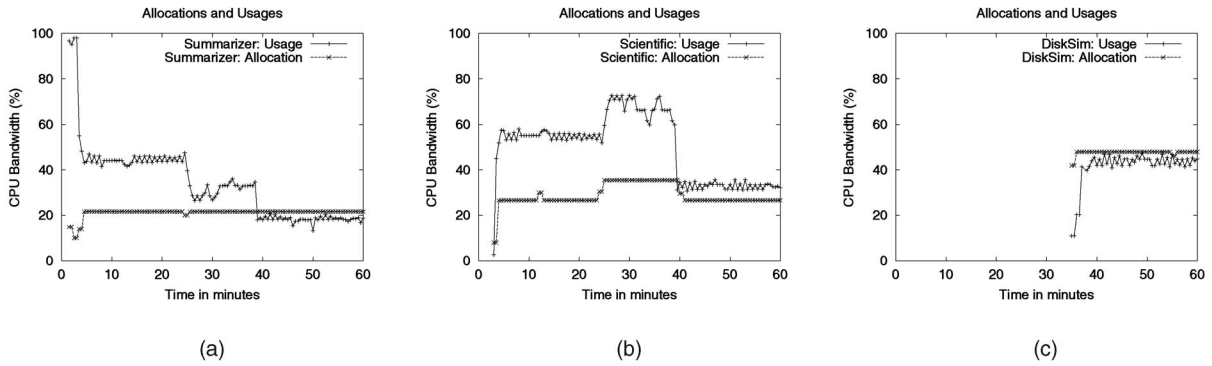 Allocations and Usages
Summarizer: Usage
Summarizer: Allocation
CPU Bandwidth (%)
100
80
60
40
20
0
0 10 20 30 40 50 60
Time in minutes
(a)
Allocations and Usages
Scientific: Usage
Scientific: Allocation
CPU Bandwidth (%)
100
80
60
40
20
0
0 10 20 30 40 50 60
Time in minutes
(b)
Allocations and Usages
DiskSim: Usage
DiskSim: Allocation
CPU Bandwidth (%)
100
80
60
40
20
0
0 10 20 30 40 50 60
Time in minutes
(c)